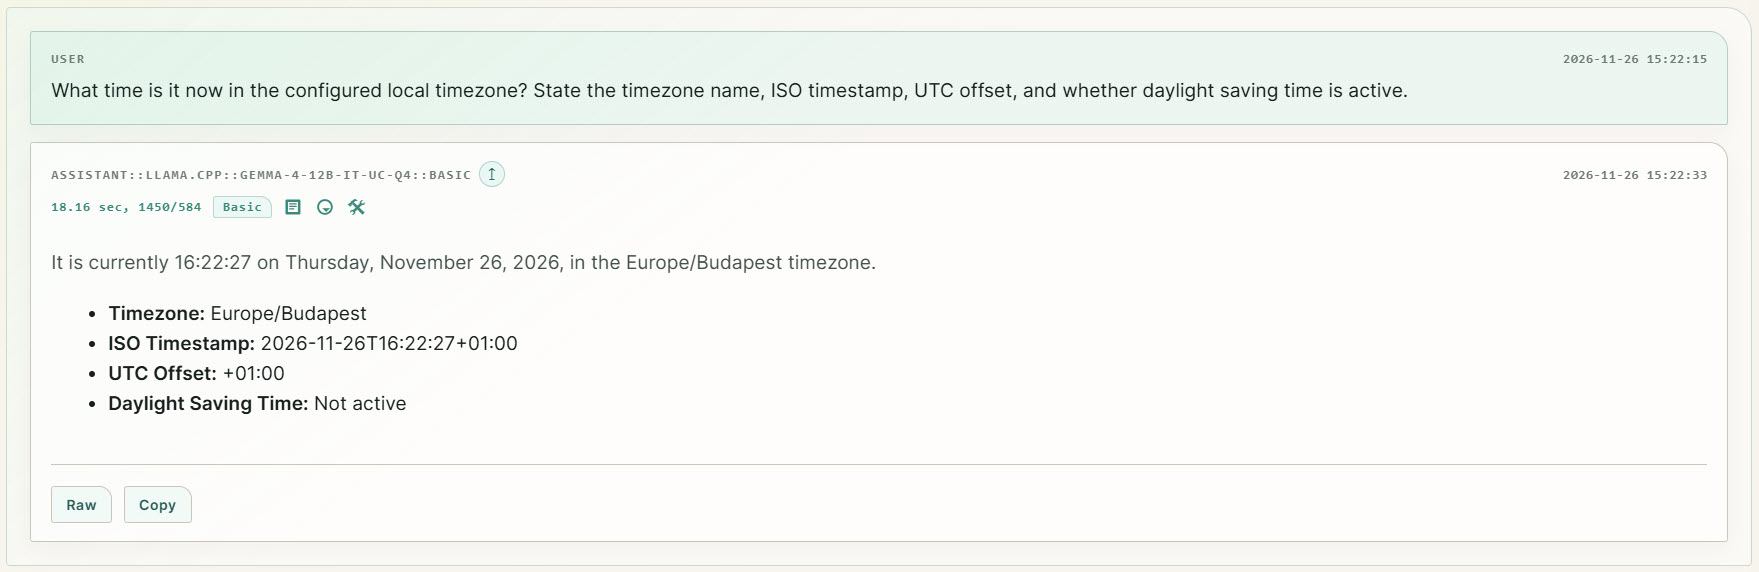 USER 2026-11-26 15:22:15
What time is it now in the configured local timezone? State the timezone name, ISO timestamp, UTC offset, and whether daylight saving time is active.
ASSISTANT::LLAMA.CPP::GEMMA-4-12B-IT-UC-Q4::BASIC 2026-11-26 15:22:33
18.16 sec, 1450/584 Basic
It is currently 16:22:27 on Thursday, November 26, 2026, in the Europe/Budapest timezone.
• Timezone: Europe/Budapest
• ISO Timestamp: 2026-11-26T16:22:27+01:00
• UTC Offset: +01:00
• Daylight Saving Time: Not active
Raw Copy